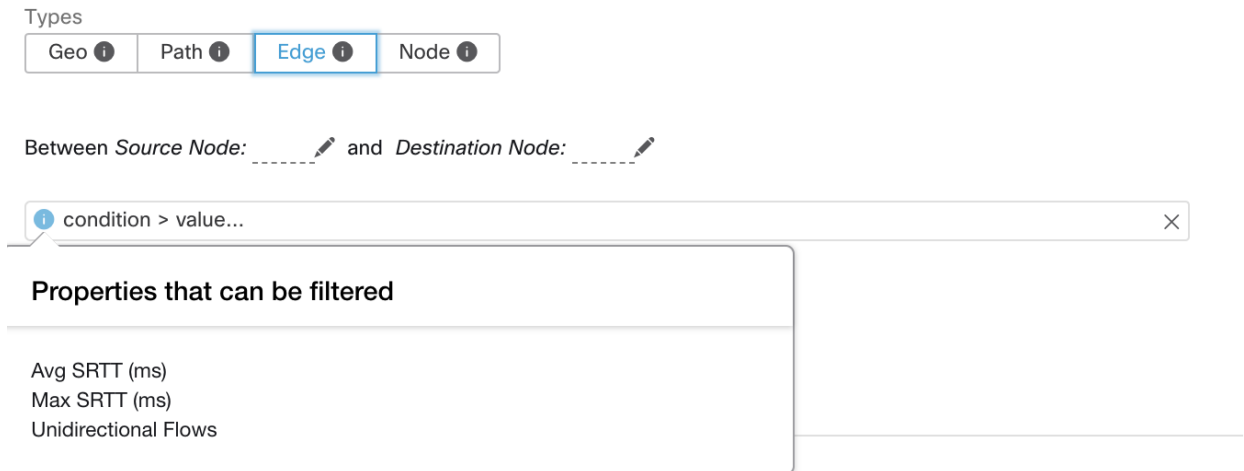 Types
Geo Path Edge Node
Between Source Node: and Destination Node:
condition > value...
Properties that can be filtered
Avg SRTT (ms)
Max SRTT (ms)
Unidirectional Flows